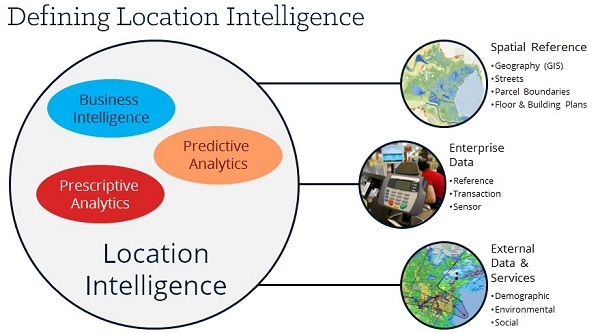 Defining Location Intelligence
Business
Intelligence
Predictive
Analytics
Prescriptive
Analytics
Location
Intelligence
Spatial Reference
•Geography (GIS)
•Streets
•Parcel Boundaries
•Floor & Building Plans
Enterprise
Data
•Reference
•Transaction
•Sensor
External
Data &
Services
•Demographic
•Environmental
•Social